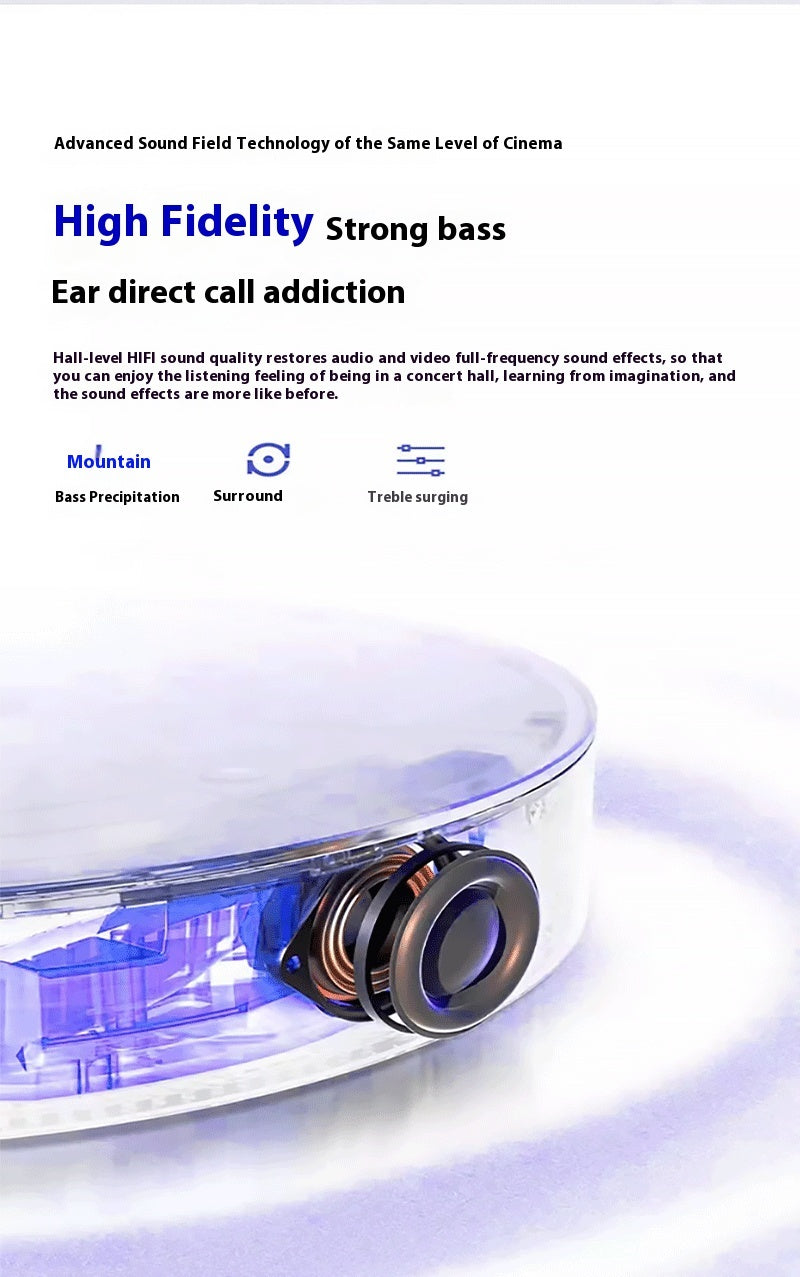 Advanced Sound Field Technology of the Same Level of Cinema
High Fidelity Strong bass
Ear direct call addiction
Hall-level HIFI sound quality restores audio and video full-frequency sound effects, so that
you can enjoy the listening feeling of being in a concert hall, learning from imagination, and
the sound effects are more like before.
Mountain
Bass Precipitation Surround Treble surging